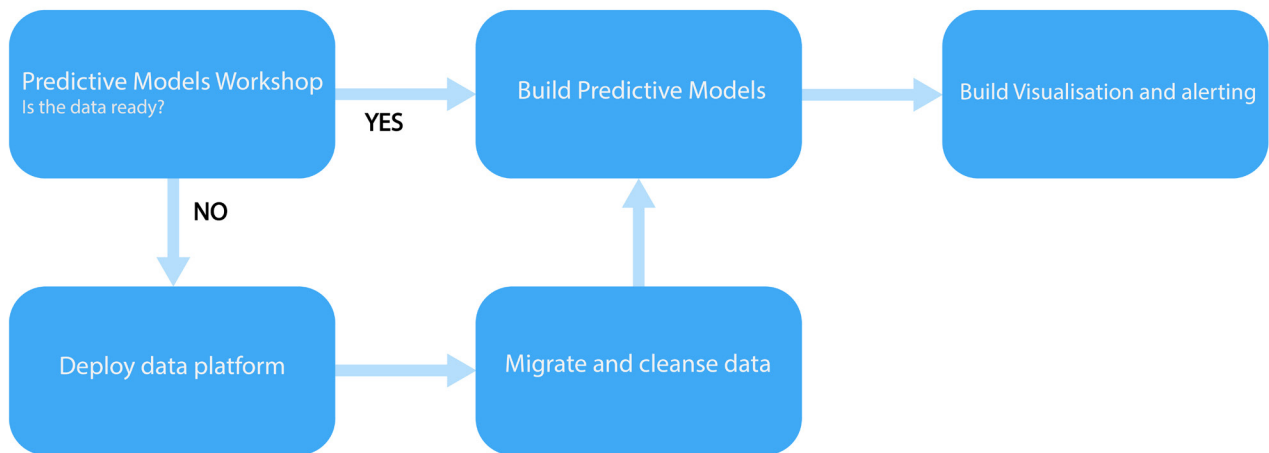 Predictive Models Workshop
Is the data ready?
YES
Build Predictive Models
Build Visualisation and alerting
NO
Deploy data platform
Migrate and cleanse data